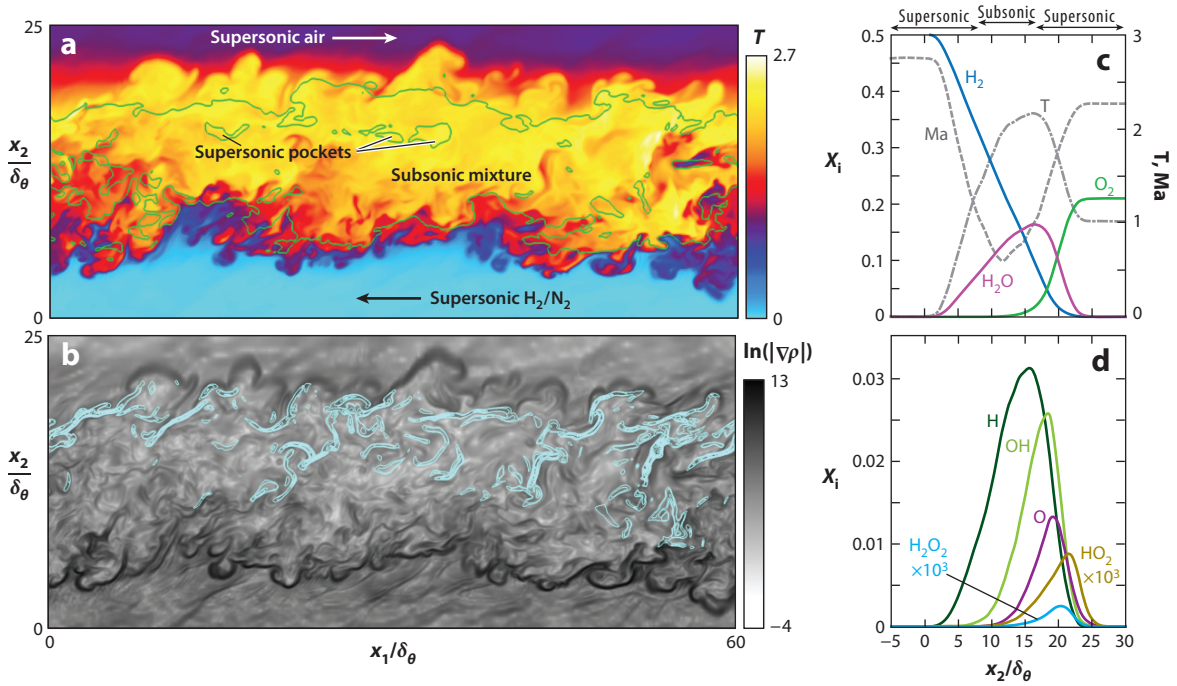 25
a
Supersonic air
Supersonic pockets
Subsonic mixture
Supersonic H₂/N₂
x₂
δθ
0
T
2.7
0
25
b
x₂
δθ
0
0
60
x₁/δθ
ln(|∇ρ|)
13
−4
Supersonic Subsonic Supersonic
c
0.5
0.4
0.3
0.2
0.1
0
Xᵢ
3
2
1
0
T, Ma
H₂
T
Ma
O₂
H₂O
d
0.03
0.02
0.01
0
Xᵢ
H
OH
O
H₂O₂
×10³
HO₂
×10³
−5 0 5 10 15 20 25 30
x₂/δθ